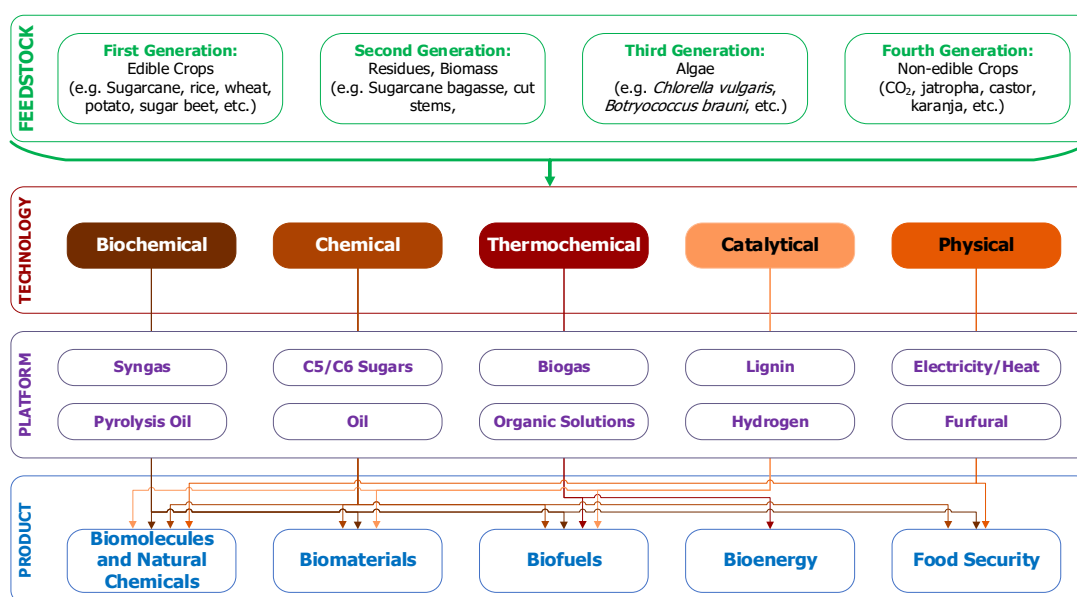 FEEDSTOCK
First Generation:
Edible Crops
(e.g. Sugarcane, rice, wheat,
potato, sugar beet, etc.)
Second Generation:
Residues, Biomass
(e.g. Sugarcane bagasse, cut
stems,
Third Generation:
Algae
(e.g. Chlorella vulgaris,
Botryococcus brauni, etc.)
Fourth Generation:
Non-edible Crops
(CO₂, jatropha, castor,
karanja, etc.)
TECHNOLOGY
Biochemical
Chemical
Thermochemical
Catalytical
Physical
PLATFORM
Syngas
C5/C6 Sugars
Biogas
Lignin
Electricity/Heat
Pyrolysis Oil
Oil
Organic Solutions
Hydrogen
Furfural
PRODUCT
Biomolecules
and Natural
Chemicals
Biomaterials
Biofuels
Bioenergy
Food Security